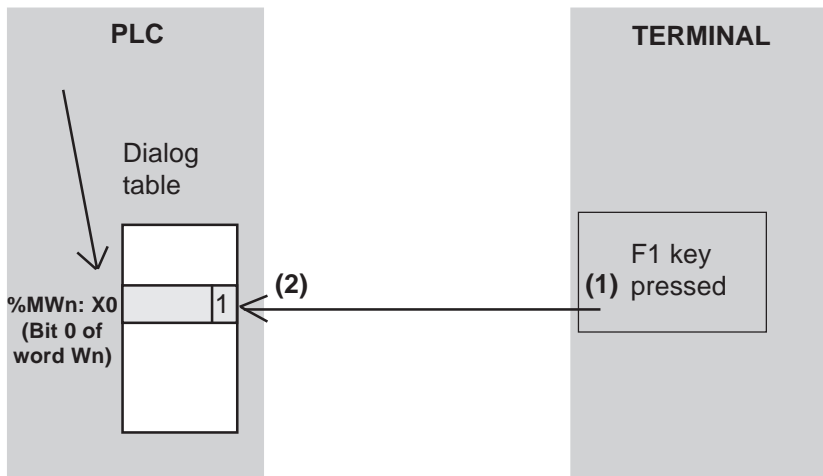 PLC
TERMINAL
Dialog
table
%MWn: X0
(Bit 0 of
word Wn)
1
(2)
(1)
F1 key
pressed